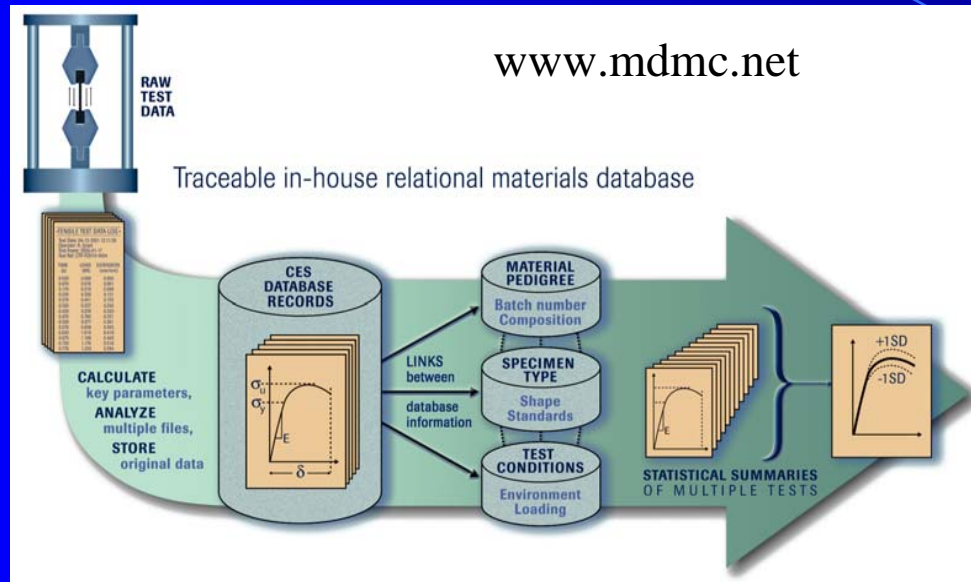 www.mdmc.net
RAW
TEST
DATA
Traceable in-house relational materials database
CALCULATE
key parameters,
ANALYZE
multiple files,
STORE
original data
CES
DATABASE
RECORDS
σu
σy
E
δ
LINKS
between
database
information
MATERIAL
PEDIGREE
Batch number
Composition
SPECIMEN
TYPE
Shape
Standards
TEST
CONDITIONS
Environment
Loading
E
STATISTICAL SUMMARIES
OF MULTIPLE TESTS
+1SD
-1SD